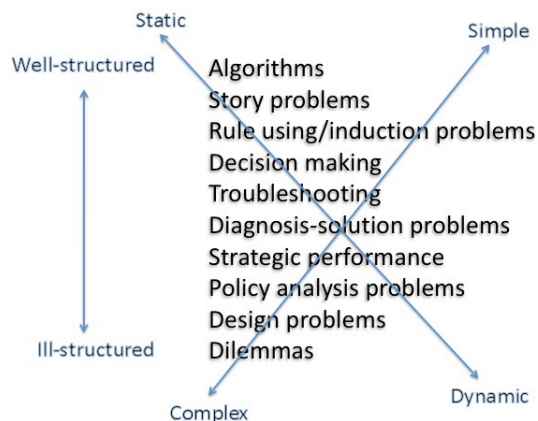 Static
Simple
Well-structured
Algorithms
Story problems
Rule using/induction problems
Decision making
Troubleshooting
Diagnosis-solution problems
Strategic performance
Policy analysis problems
Design problems
Ill-structured
Dilemmas
Dynamic
Complex